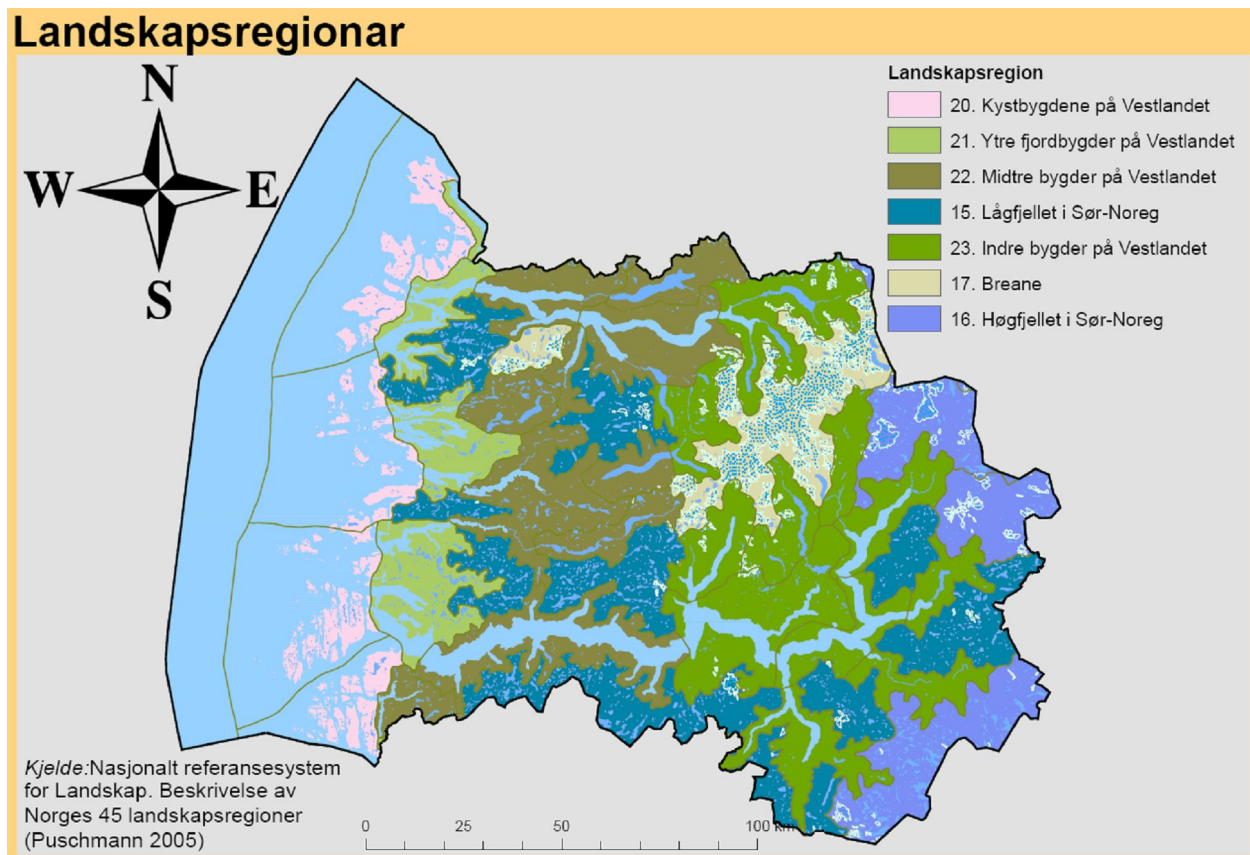 Landskapsregionar
N
W
E
S
Landskapsregion
20. Kystbygdene på Vestlandet
21. Ytre fjordbygder på Vestlandet
22. Midtre bygder på Vestlandet
15. Lågfjellet i Sør-Noreg
23. Indre bygder på Vestlandet
17. Breane
16. Høgfjellet i Sør-Noreg
Kjelde:Nasjonalt referansesystem
for Landskap. Beskrivelse av
Norges 45 landskapsregioner
(Puschmann 2005)
0 25 50 100 km